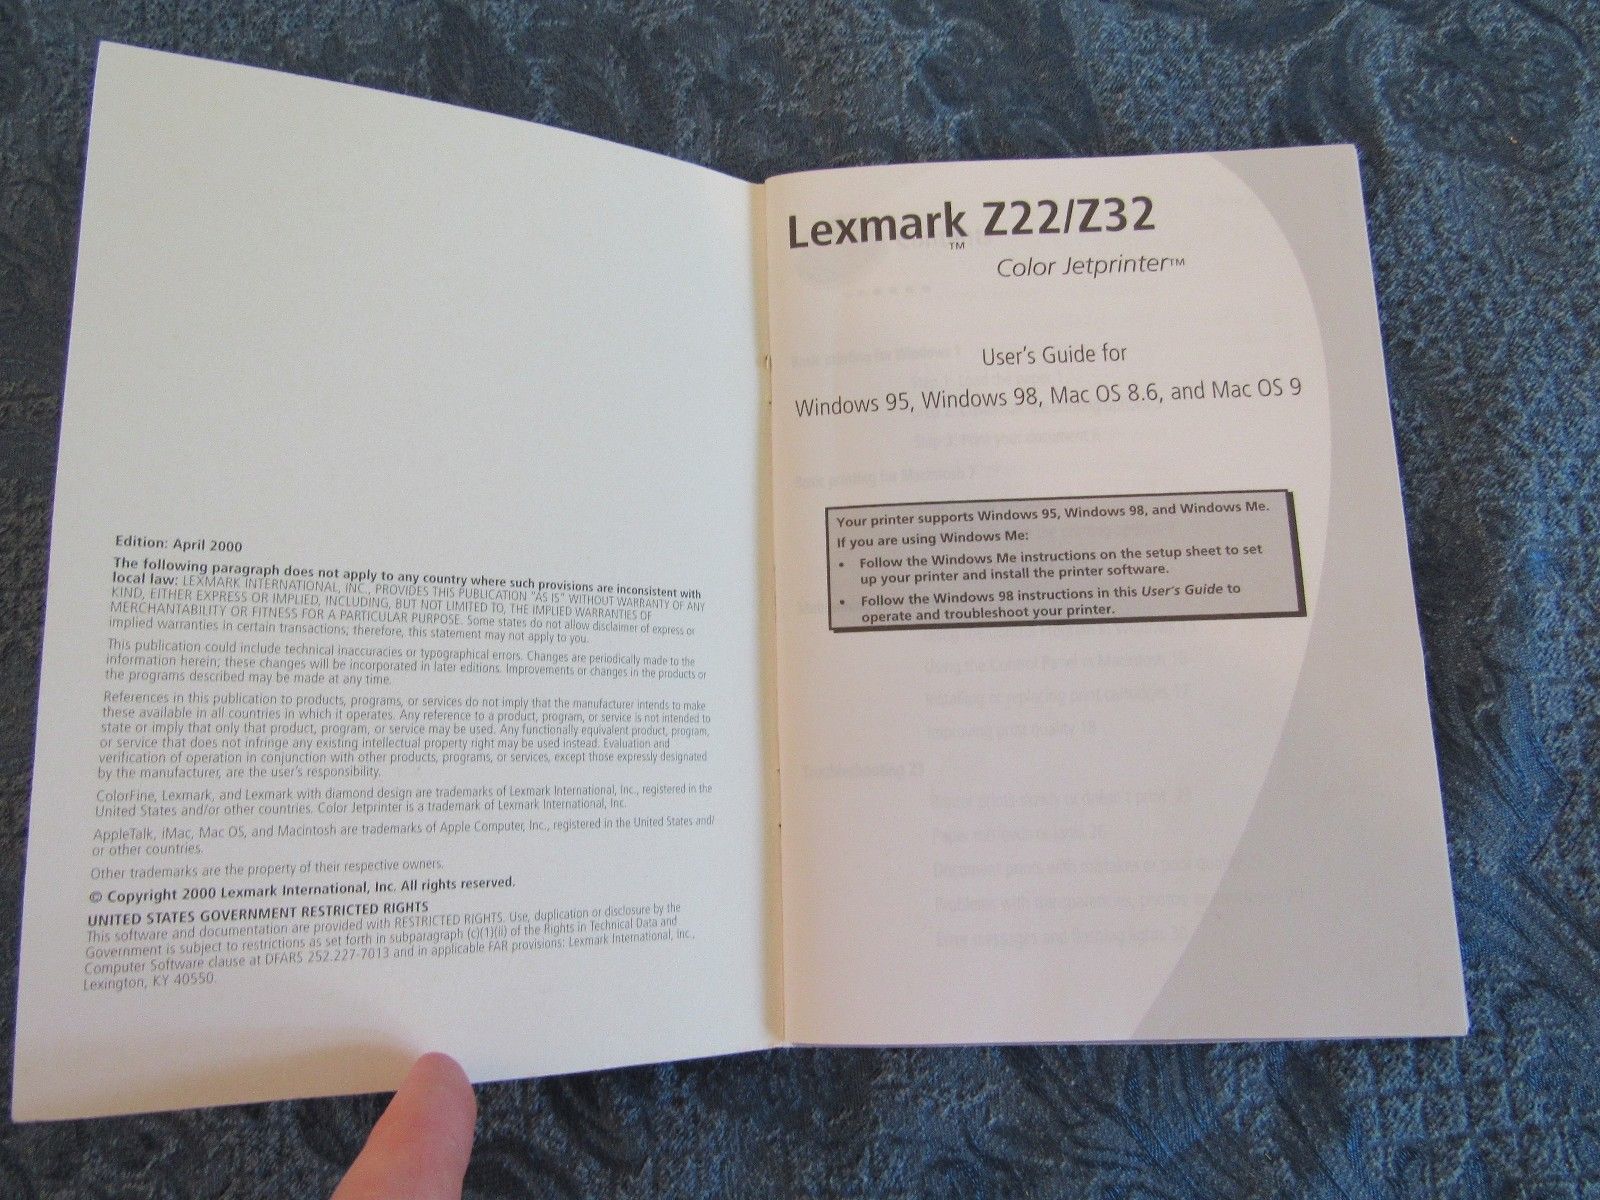 Edition: April 2000
The following paragraph does not apply to any country where such provisions are inconsistent with
local law: LEXMARK INTERNATIONAL, INC., PROVIDES THIS PUBLICATION "AS IS" WITHOUT WARRANTY OF ANY
KIND, EITHER EXPRESS OR IMPLIED, INCLUDING, BUT NOT LIMITED TO, THE IMPLIED WARRANTIES OF
MERCHANTABILITY OR FITNESS FOR A PARTICULAR PURPOSE. Some states do not allow disclaimer of express or
implied warranties in certain transactions; therefore, this statement may not apply to you.
This publication could include technical inaccuracies or typographical errors. Changes are periodically made to the
information herein; these changes will be incorporated in later editions. Improvements or changes in the products or
the programs described may be made at any time.
References in this publication to products, programs, or services do not imply that the manufacturer intends to make
these available in all countries in which it operates. Any reference to a product, program, or service is not intended to
state or imply that only that product, program, or service may be used. Any functionally equivalent product, program,
or service that does not infringe any existing intellectual property right may be used instead. Evaluation and
verification of operation in conjunction with other products, programs, or services, except those expressly designated
by the manufacturer, are the user's responsibility.
ColorFine, Lexmark, and Lexmark with diamond design are trademarks of Lexmark International, Inc., registered in the
United States and/or other countries. Color Jetprinter is a trademark of Lexmark International, Inc.
AppleTalk, iMac, Mac OS, and Macintosh are trademarks of Apple Computer, Inc., registered in the United States and/
or other countries.
Other trademarks are the property of their respective owners.
© Copyright 2000 Lexmark International, Inc. All rights reserved.
UNITED STATES GOVERNMENT RESTRICTED RIGHTS
This software and documentation are provided with RESTRICTED RIGHTS. Use, duplication or disclosure by the
Government is subject to restrictions as set forth in subparagraph (c)(1)(ii) of the Rights in Technical Data and
Computer Software clause at DFARS 252.227-7013 and in applicable FAR provisions: Lexmark International, Inc.,
Lexington, KY 40550.
Lexmark™ Z22/Z32
Color Jetprinter™
User's Guide for
Windows 95, Windows 98, Mac OS 8.6, and Mac OS 9
Your printer supports Windows 95, Windows 98, and Windows Me.
If you are using Windows Me:
• Follow the Windows Me instructions on the setup sheet to set
up your printer and install the printer software.
• Follow the Windows 98 instructions in this User's Guide to
operate and troubleshoot your printer.